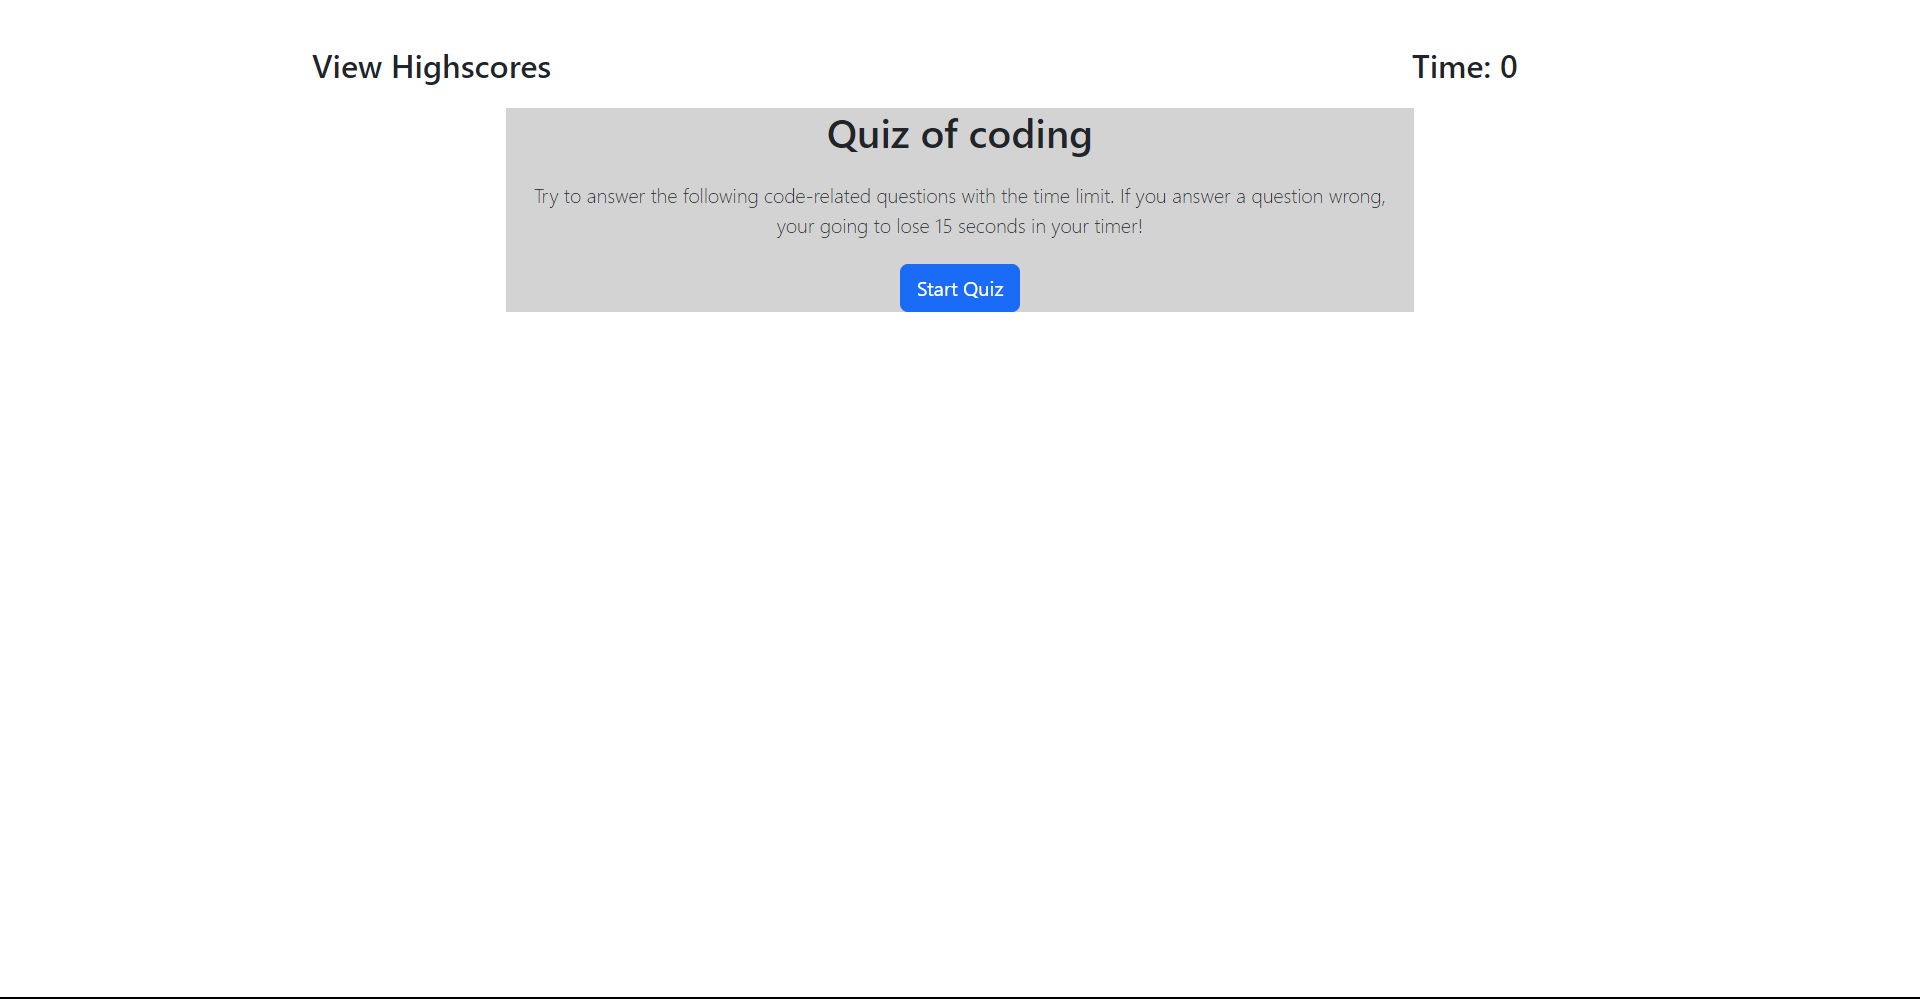 View Highscores
Time: 0
Quiz of coding
Try to answer the following code-related questions with the time limit. If you answer a question wrong,
your going to lose 15 seconds in your timer!
Start Quiz